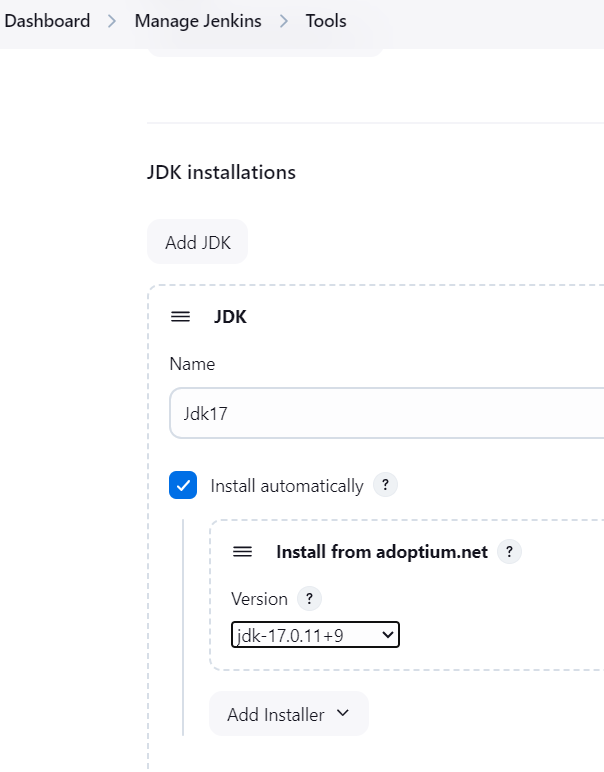 Dashboard > Manage Jenkins > Tools
JDK installations
Add JDK
JDK
Name
Jdk17
Install automatically ?
Install from adoptium.net ?
Version ?
jdk-17.0.11+9
Add Installer